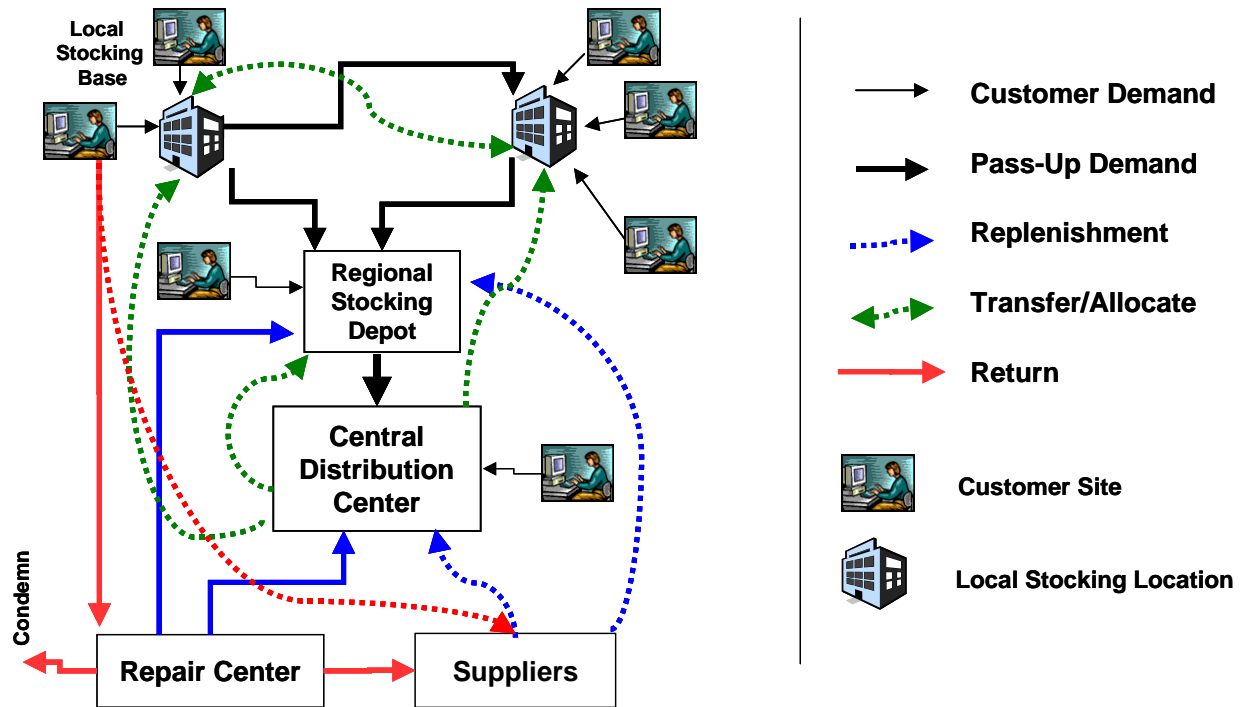 Local
Stocking
Base
Regional
Stocking
Depot
Central
Distribution
Center
Condemn
Repair Center
Suppliers
Customer Demand
Pass-Up Demand
Replenishment
Transfer/Allocate
Return
Customer Site
Local Stocking Location